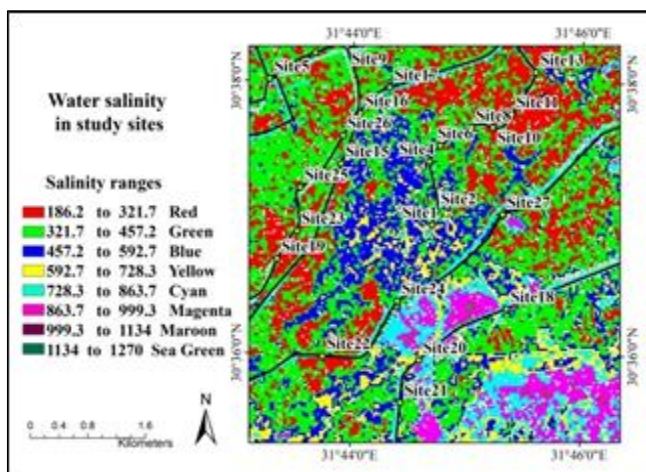 31°44'0"E 31°46'0"E
Water salinity
in study sites
Salinity ranges
186.2 to 321.7 Red
321.7 to 457.2 Green
457.2 to 592.7 Blue
592.7 to 728.3 Yellow
728.3 to 863.7 Cyan
863.7 to 999.3 Magenta
999.3 to 1134 Maroon
1134 to 1270 Sea Green
N
0 0.4 0.8 1.6
Kilometers
30°38'0"N
30°36'0"N
Site5
Site9
Site13
Site17
Site16
Site11
Site8
Site26
Site10
Site6
Site15
Site4
Site25
Site2
Site27
Site1
Site23
Site19
Site24
Site18
Site22
Site20
Site21
30°38'0"N
30°36'0"N
31°44'0"E 31°46'0"E